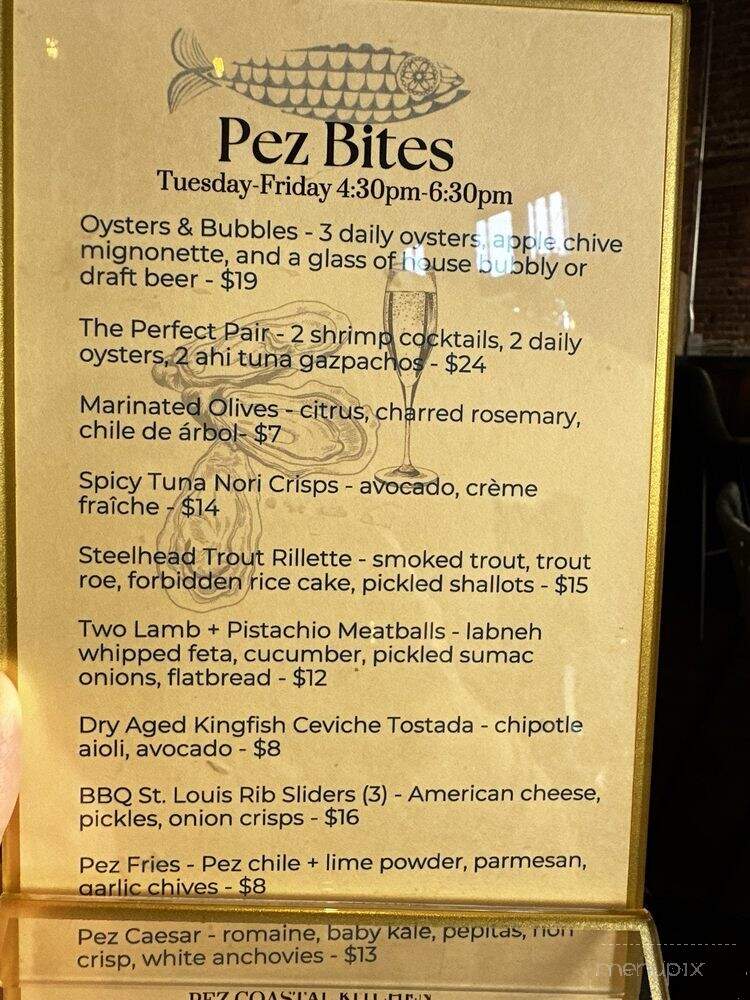 Pez Bites
Tuesday-Friday 4:30pm-6:30pm
Oysters & Bubbles - 3 daily oysters, apple chive
mignonette, and a glass of house bubbly or
draft beer - $19
The Perfect Pair - 2 shrimp cocktails, 2 daily
oysters, 2 ahi tuna gazpachos - $24
Marinated Olives - citrus, charred rosemary,
chile de árbol- $7
Spicy Tuna Nori Crisps - avocado, crème
fraîche - $14
Steelhead Trout Rillette - smoked trout, trout
roe, forbidden rice cake, pickled shallots - $15
Two Lamb + Pistachio Meatballs - labneh
whipped feta, cucumber, pickled sumac
onions, flatbread - $12
Dry Aged Kingfish Ceviche Tostada - chipotle
aioli, avocado - $8
BBQ St. Louis Rib Sliders (3) - American cheese,
pickles, onion crisps - $16
Pez Fries - Pez chile + lime powder, parmesan,
garlic chives - $8
Pez Caesar - romaine, baby kale, pepitas, nori
crisp, white anchovies - $13
PEZ COASTAL KITCHEN
menupix